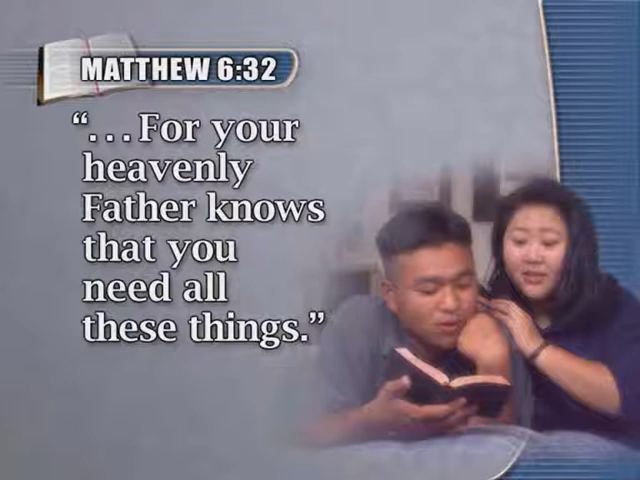 MATTHEW 6:32
“...For your
heavenly
Father knows
that you
need all
these things.”